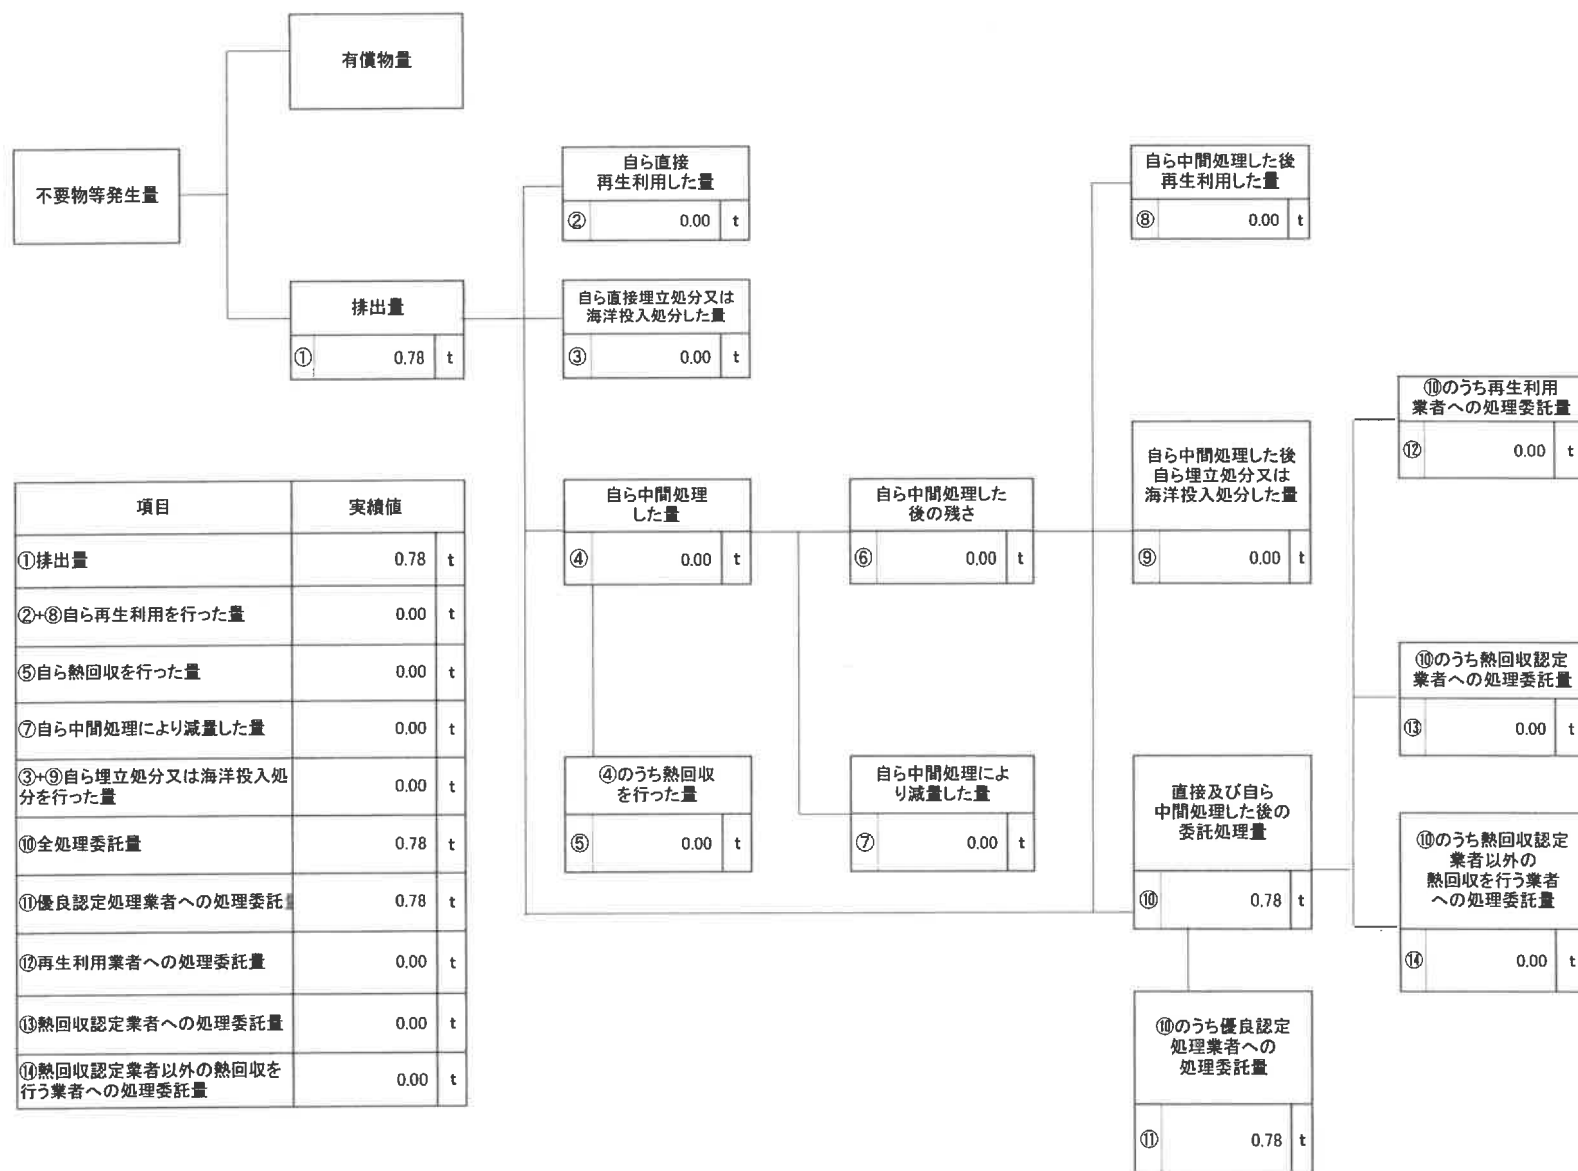 有償物量
不要物等発生量
排出量
① 0.78 t
自ら直接
再生利用した量
② 0.00 t
自ら直接埋立処分又は
海洋投入処分した量
③ 0.00 t
自ら中間処理
した量
④ 0.00 t
④のうち熱回収
を行った量
⑤ 0.00 t
自ら中間処理した
後の残さ
⑥ 0.00 t
自ら中間処理によ
り減量した量
⑦ 0.00 t
自ら中間処理した後
再生利用した量
⑧ 0.00 t
自ら中間処理した後
自ら埋立処分又は
海洋投入処分した量
⑨ 0.00 t
直接及び自ら
中間処理した後の
委託処理量
⑩ 0.78 t
⑩のうち優良認定
処理業者への
処理委託量
⑪ 0.78 t
⑩のうち再生利用
業者への処理委託量
⑫ 0.00 t
⑩のうち熱回収認定
業者への処理委託量
⑬ 0.00 t
⑩のうち熱回収認定
業者以外の
熱回収を行う業者
への処理委託量
⑭ 0.00 t
項目 実績値
①排出量 0.78 t
②+⑧自ら再生利用を行った量 0.00 t
⑤自ら熱回収を行った量 0.00 t
⑦自ら中間処理により減量した量 0.00 t
③+⑨自ら埋立処分又は海洋投入処
分を行った量 0.00 t
⑩全処理委託量 0.78 t
⑪優良認定処理業者への処理委託 0.78 t
⑫再生利用業者への処理委託量 0.00 t
⑬熱回収認定業者への処理委託量 0.00 t
⑭熱回収認定業者以外の熱回収を
行う業者への処理委託量 0.00 t